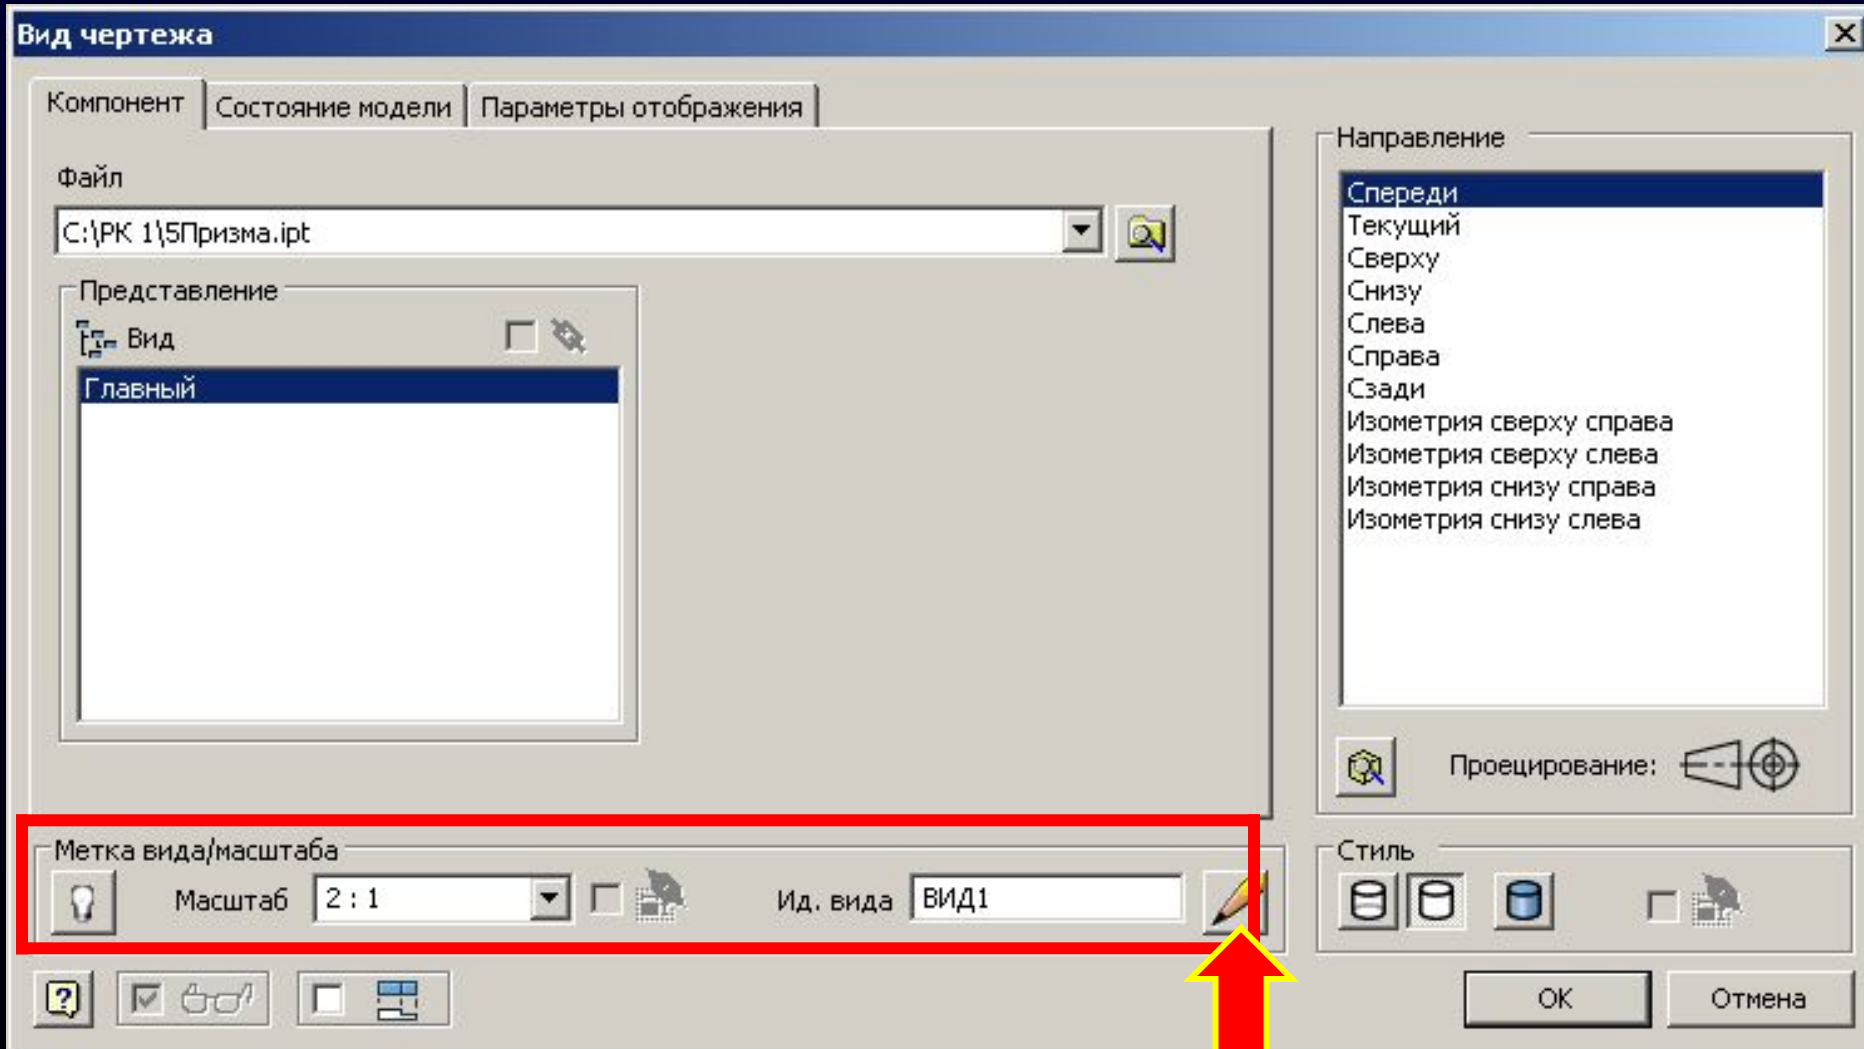 Вид чертежа
Компонент
Состояние модели
Параметры отображения
Файл
C:\РК 1\5Призма.ipt
Представление
Вид
Главный
Направление
Спереди
Текущий
Сверху
Снизу
Слева
Справа
Сзади
Изометрия сверху справа
Изометрия сверху слева
Изометрия снизу справа
Изометрия снизу слева
Проецирование:
Метка вида/масштаба
Масштаб
2 : 1
Ид. вида
ВИД1
Стиль
?
OK
Отмена